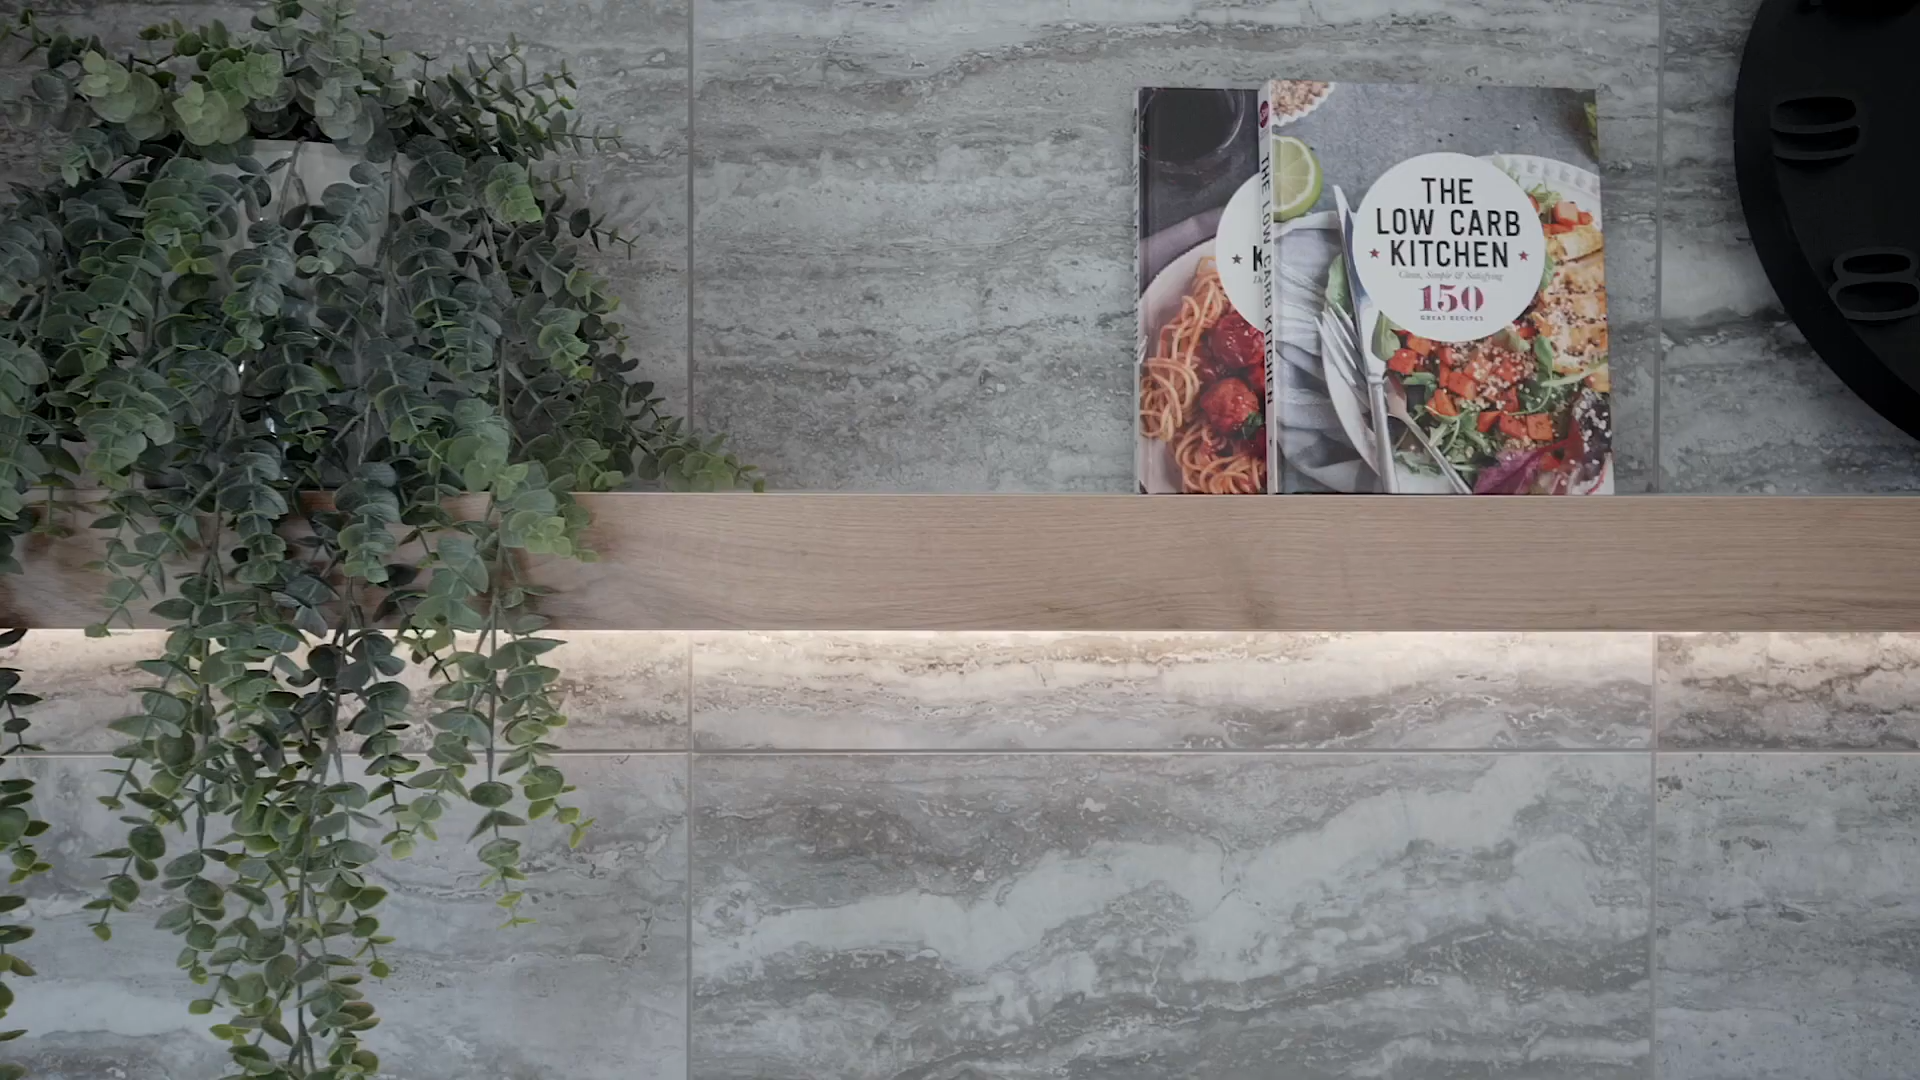 THE
LOW CARB
KITCHEN
Clean, Simple & Satisfying
150
GREAT RECIPES
THE LOW CARB KITCHEN
K